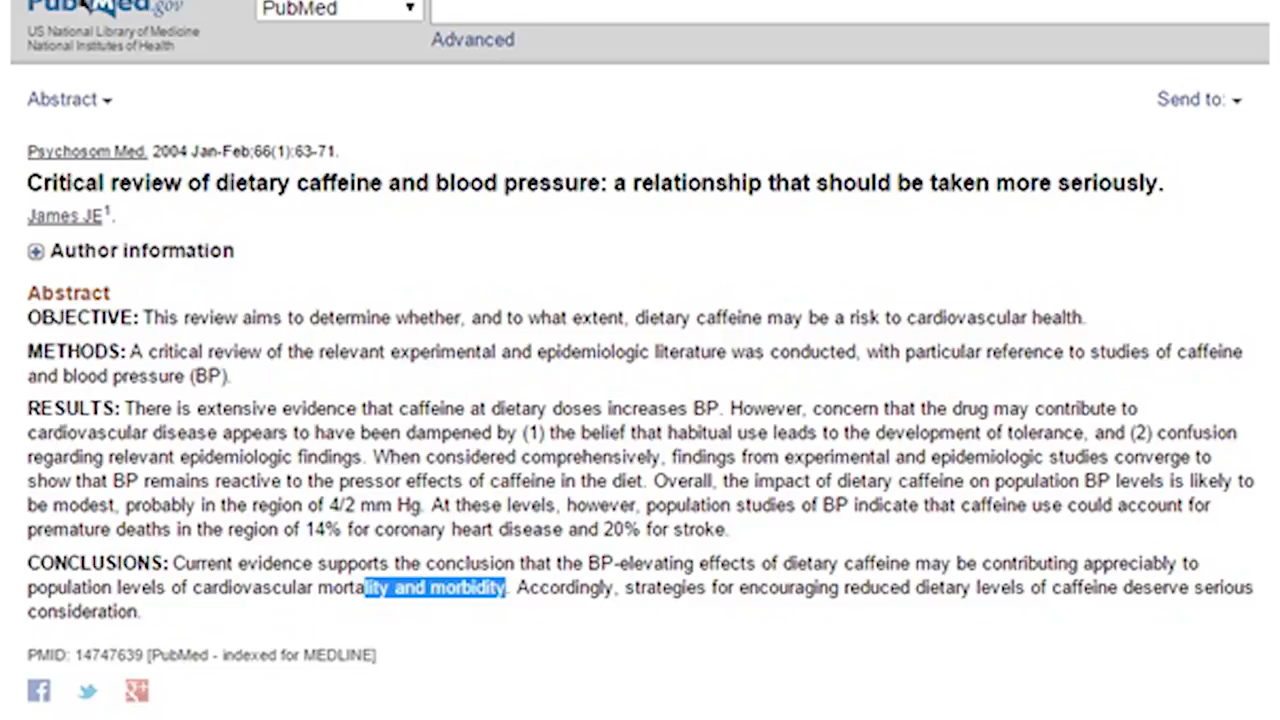 PubMed.gov
PubMed
US National Library of Medicine
National Institutes of Health
Advanced
Abstract
Send to:
Psychosom Med. 2004 Jan-Feb;66(1):63-71.
Critical review of dietary caffeine and blood pressure: a relationship that should be taken more seriously.
James JE1.
Author information
Abstract
OBJECTIVE: This review aims to determine whether, and to what extent, dietary caffeine may be a risk to cardiovascular health.
METHODS: A critical review of the relevant experimental and epidemiologic literature was conducted, with particular reference to studies of caffeine
and blood pressure (BP).
RESULTS: There is extensive evidence that caffeine at dietary doses increases BP. However, concern that the drug may contribute to
cardiovascular disease appears to have been dampened by (1) the belief that habitual use leads to the development of tolerance, and (2) confusion
regarding relevant epidemiologic findings. When considered comprehensively, findings from experimental and epidemiologic studies converge to
show that BP remains reactive to the pressor effects of caffeine in the diet. Overall, the impact of dietary caffeine on population BP levels is likely to
be modest, probably in the region of 4/2 mm Hg. At these levels, however, population studies of BP indicate that caffeine use could account for
premature deaths in the region of 14% for coronary heart disease and 20% for stroke.
CONCLUSIONS: Current evidence supports the conclusion that the BP-elevating effects of dietary caffeine may be contributing appreciably to
population levels of cardiovascular mortality and morbidity. Accordingly, strategies for encouraging reduced dietary levels of caffeine deserve serious
consideration.
PMID: 14747639 [PubMed - indexed for MEDLINE]